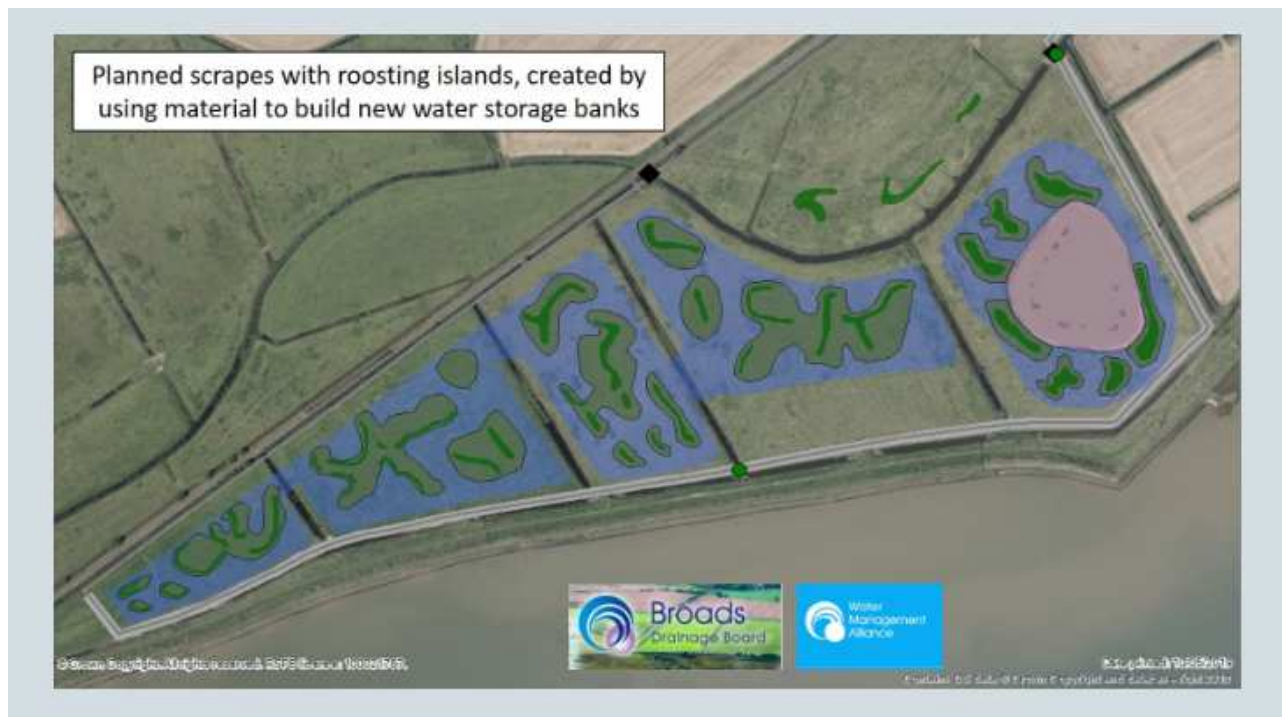 Planned scrapes with roosting islands, created by
using material to build new water storage banks
Broads
Drainage Board
Water
Management
Alliance